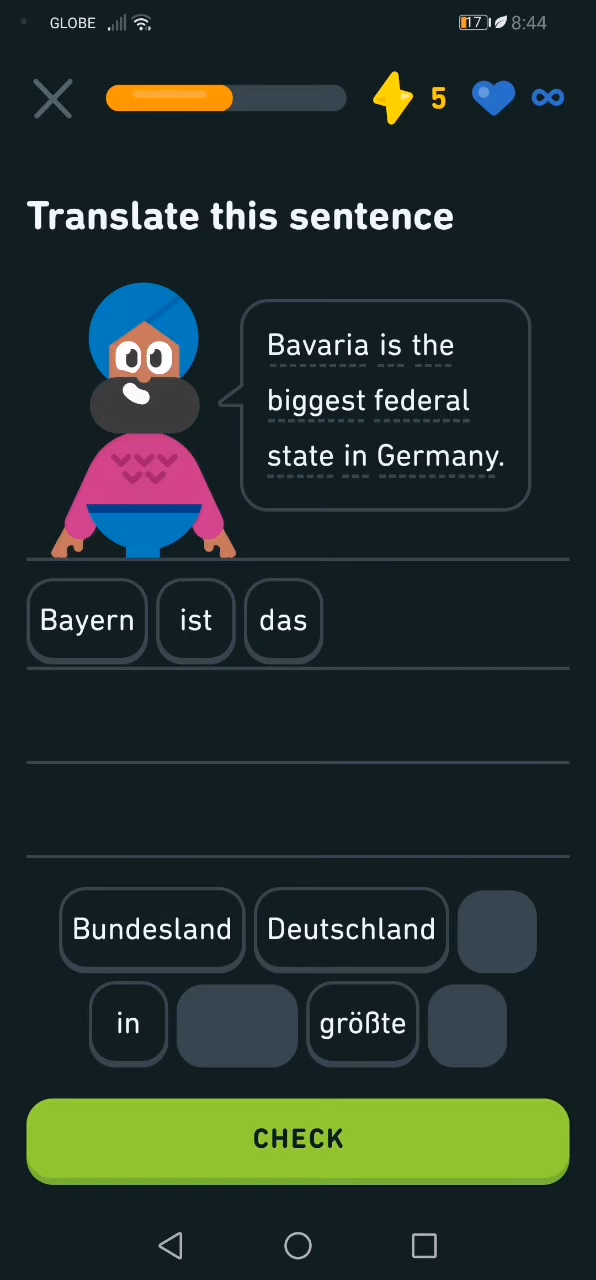 GLOBE 17 8:44
5 ∞
Translate this sentence
Bavaria is the
biggest federal
state in Germany.
Bayern ist das
Bundesland Deutschland
in größte
CHECK